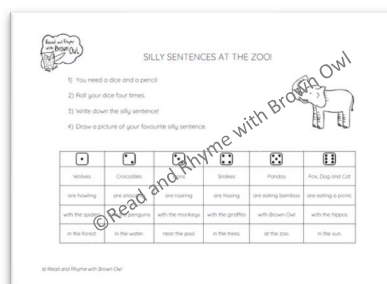 Read and Rhyme
with Brown Owl
SILLY SENTENCES AT THE ZOO!
1) You need a dice and a pencil.
2) Roll your dice four times.
3) Write down the silly sentence!
4) Draw a picture of your favourite silly sentence.
©Read and Rhyme with Brown Owl
Wolves Crocodiles Snakes Pandas Fox, Dog and Cat
are howling are are roaring are hissing are eating bamboo are eating a picnic
with the spiders penguins with the monkeys with the giraffes with Brown Owl with the hippos
in the forest in the water near the pool in the trees at the zoo in the sun.
© Read and Rhyme with Brown Owl